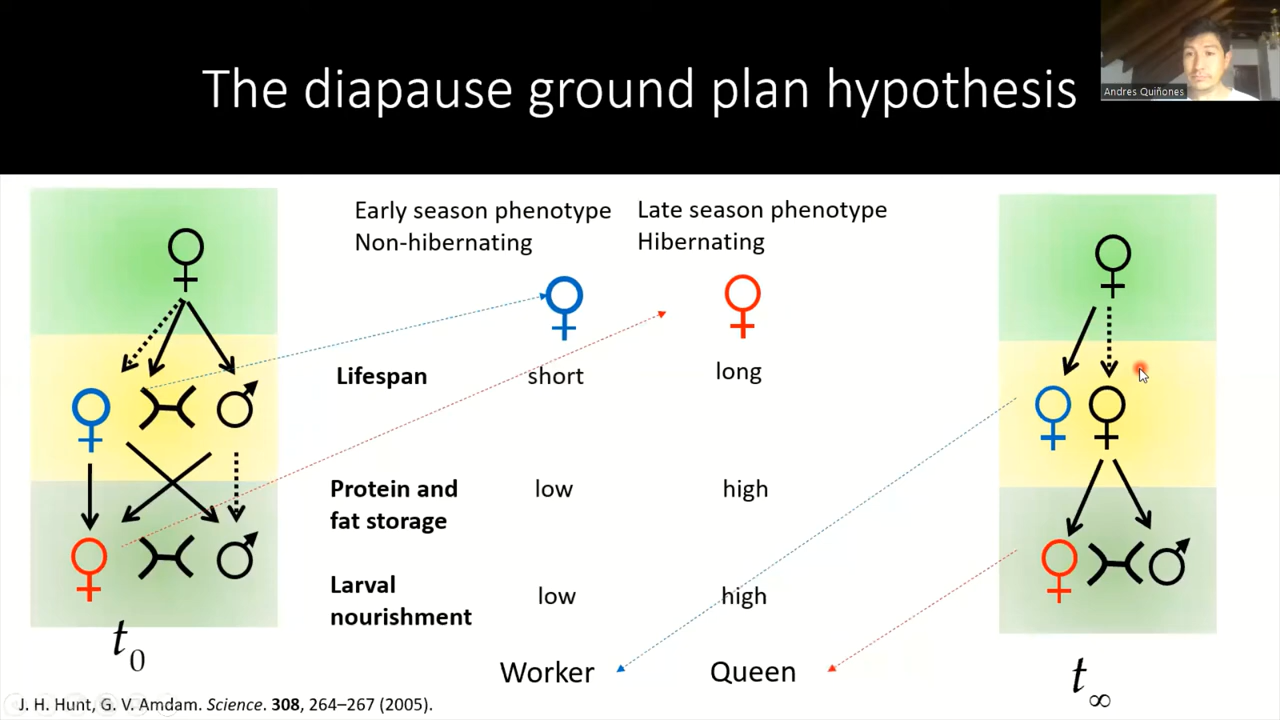 The diapause ground plan hypothesis
Andres Quiñones
Early season phenotype
Non-hibernating
Late season phenotype
Hibernating
Lifespan
short
long
Protein and
fat storage
low
high
Larval
nourishment
low
high
Worker
Queen
t0
t∞
J. H. Hunt, G. V. Amdam. Science. 308, 264–267 (2005).